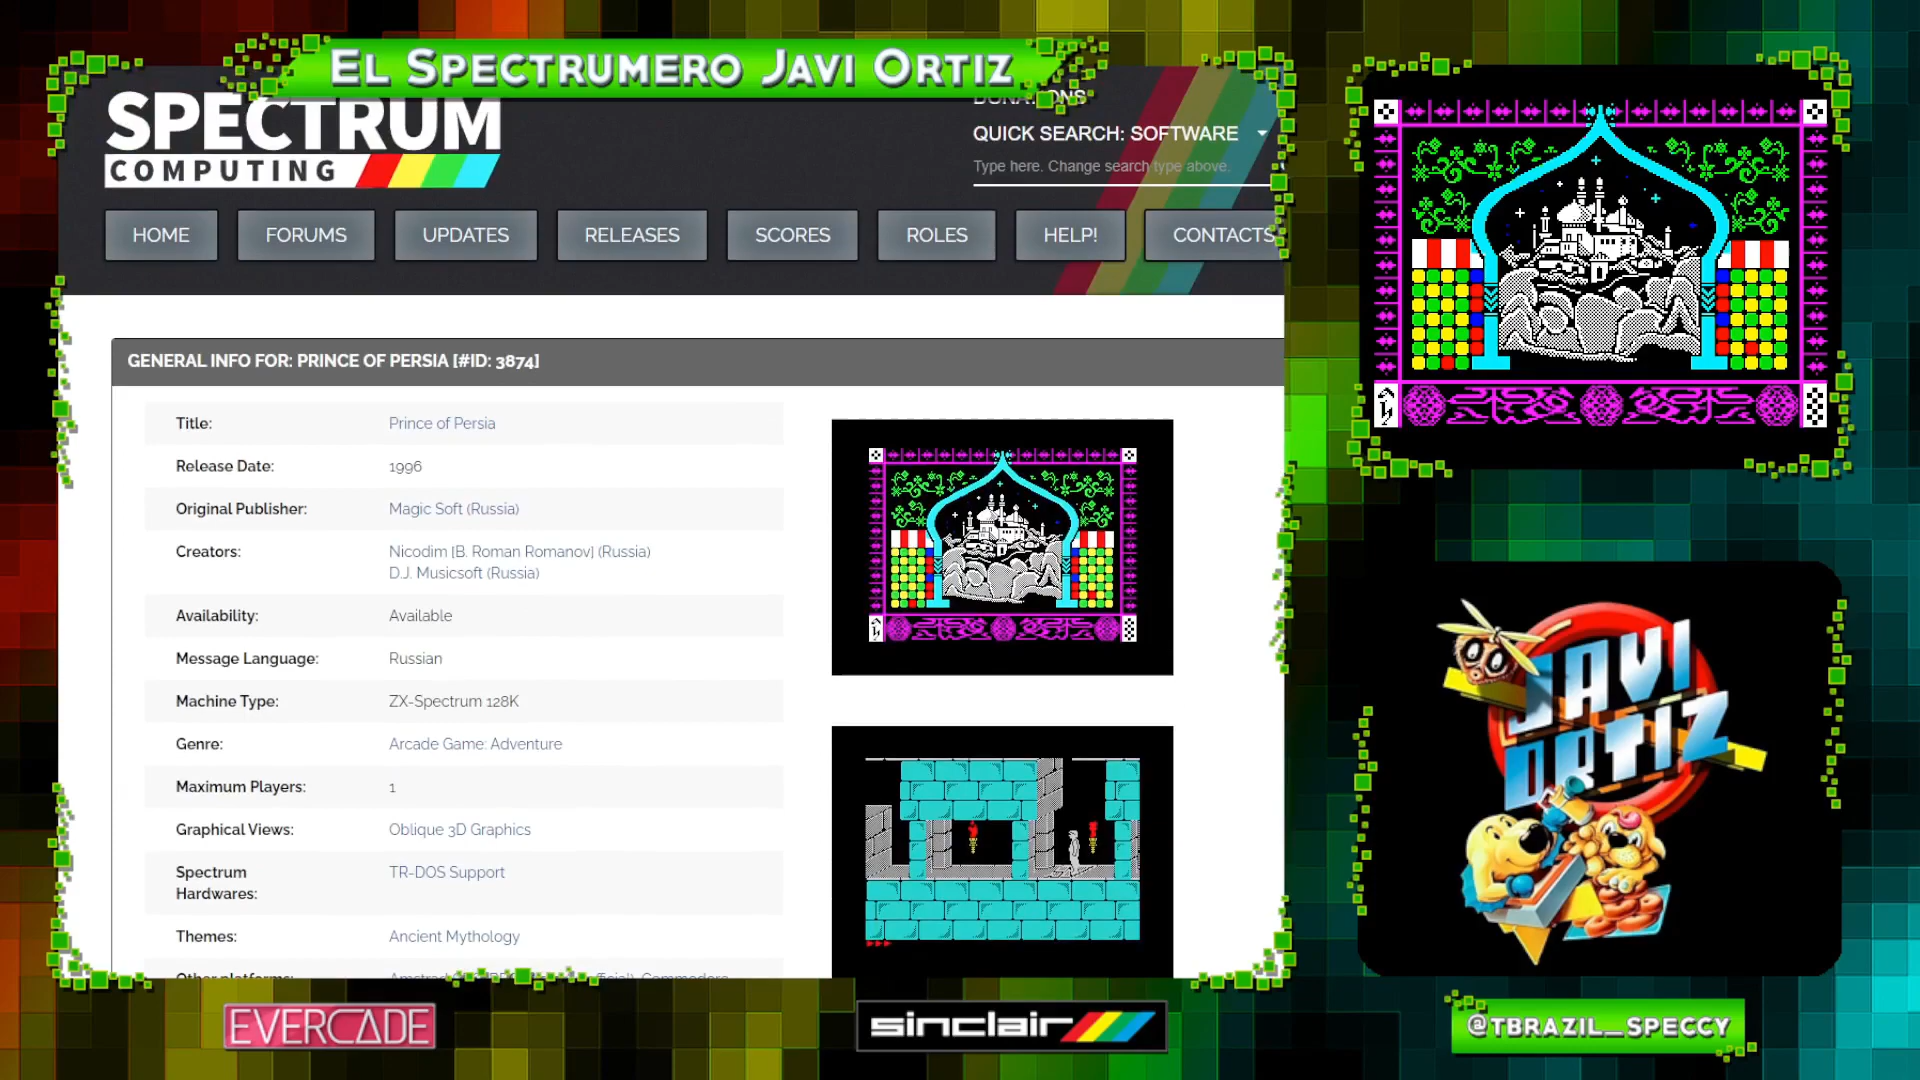 EL SPECTRUMERO JAVI ORTIZ
SPECTRUM
COMPUTING
DONATIONS
QUICK SEARCH: SOFTWARE
Type here. Change search type above.
HOME
FORUMS
UPDATES
RELEASES
SCORES
ROLES
HELP!
CONTACTS
GENERAL INFO FOR: PRINCE OF PERSIA [#ID: 3874]
Title: Prince of Persia
Release Date: 1996
Original Publisher: Magic Soft (Russia)
Creators: Nicodim [B. Roman Romanov] (Russia)
D.J. Musicsoft (Russia)
Availability: Available
Message Language: Russian
Machine Type: ZX-Spectrum 128K
Genre: Arcade Game: Adventure
Maximum Players: 1
Graphical Views: Oblique 3D Graphics
Spectrum
Hardwares: TR-DOS Support
Themes: Ancient Mythology
Other platforms: Commodore
JAVI
ORTIZ
EVERCADE
sinclair
@TBRAZIL_SPECCY